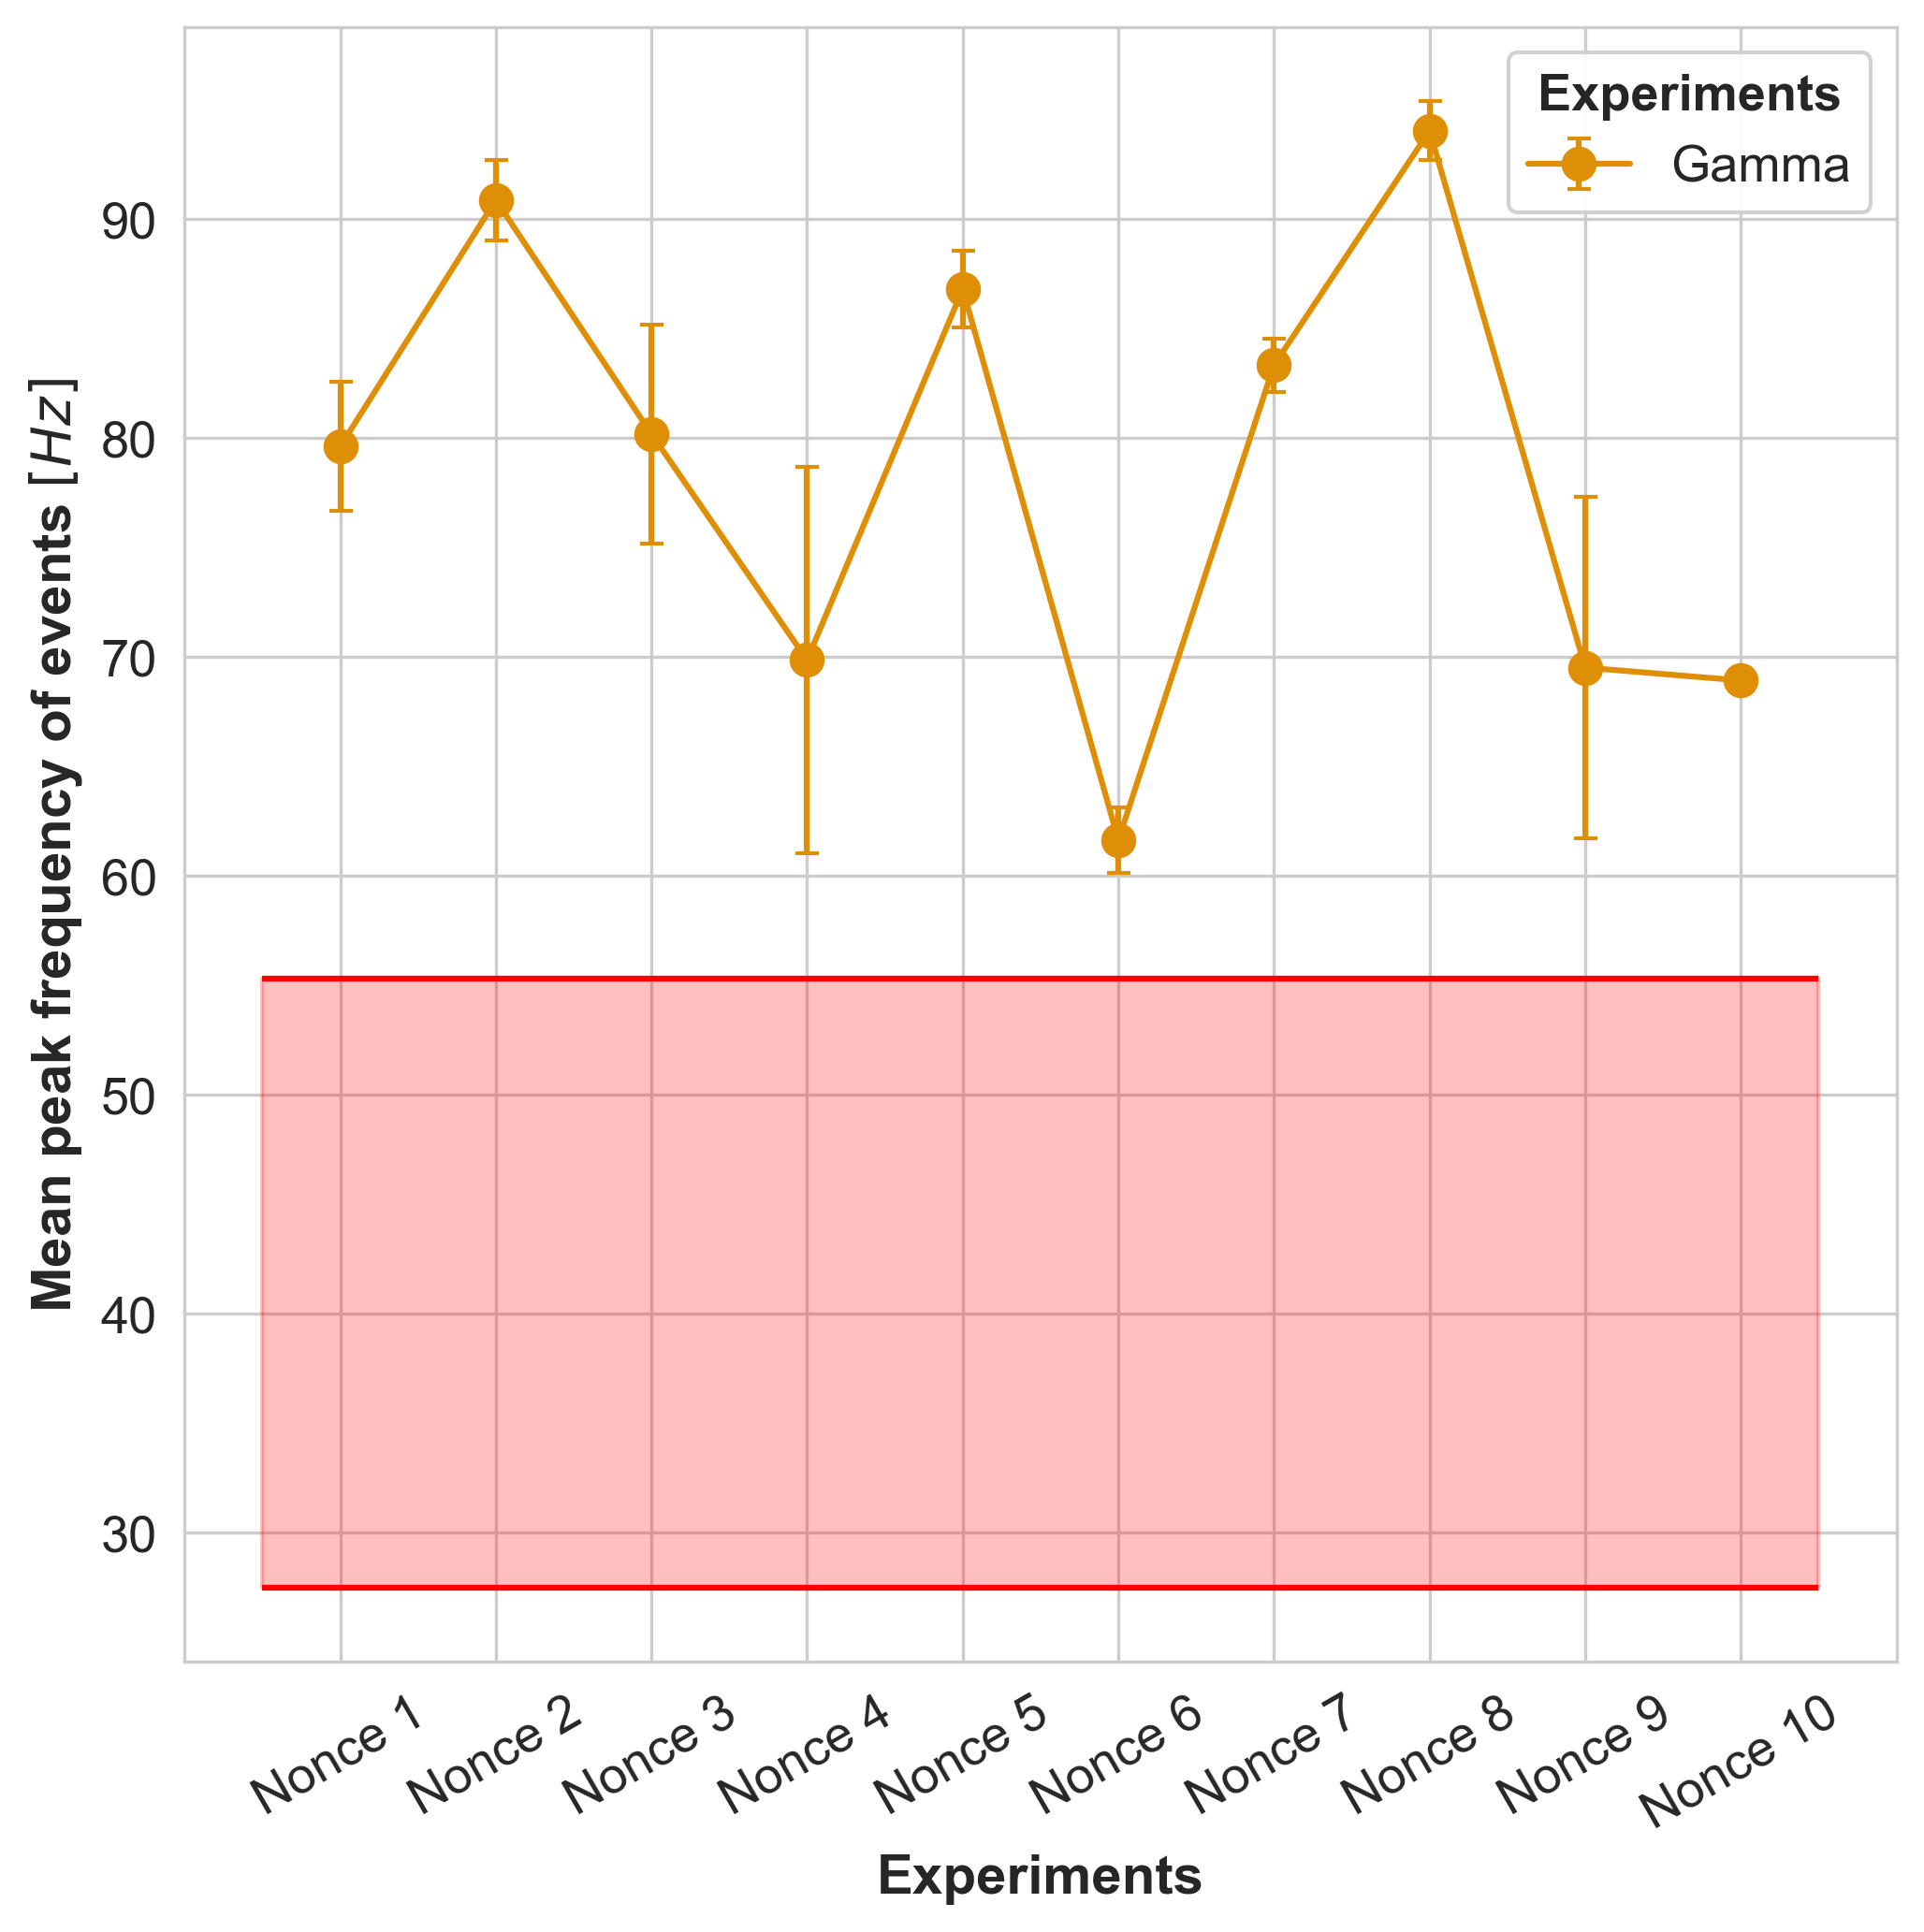 Experiments
Gamma
Mean peak frequency of events [Hz]
90
80
70
60
50
40
30
Nonce 1
Nonce 2
Nonce 3
Nonce 4
Nonce 5
Nonce 6
Nonce 7
Nonce 8
Nonce 9
Nonce 10
Experiments